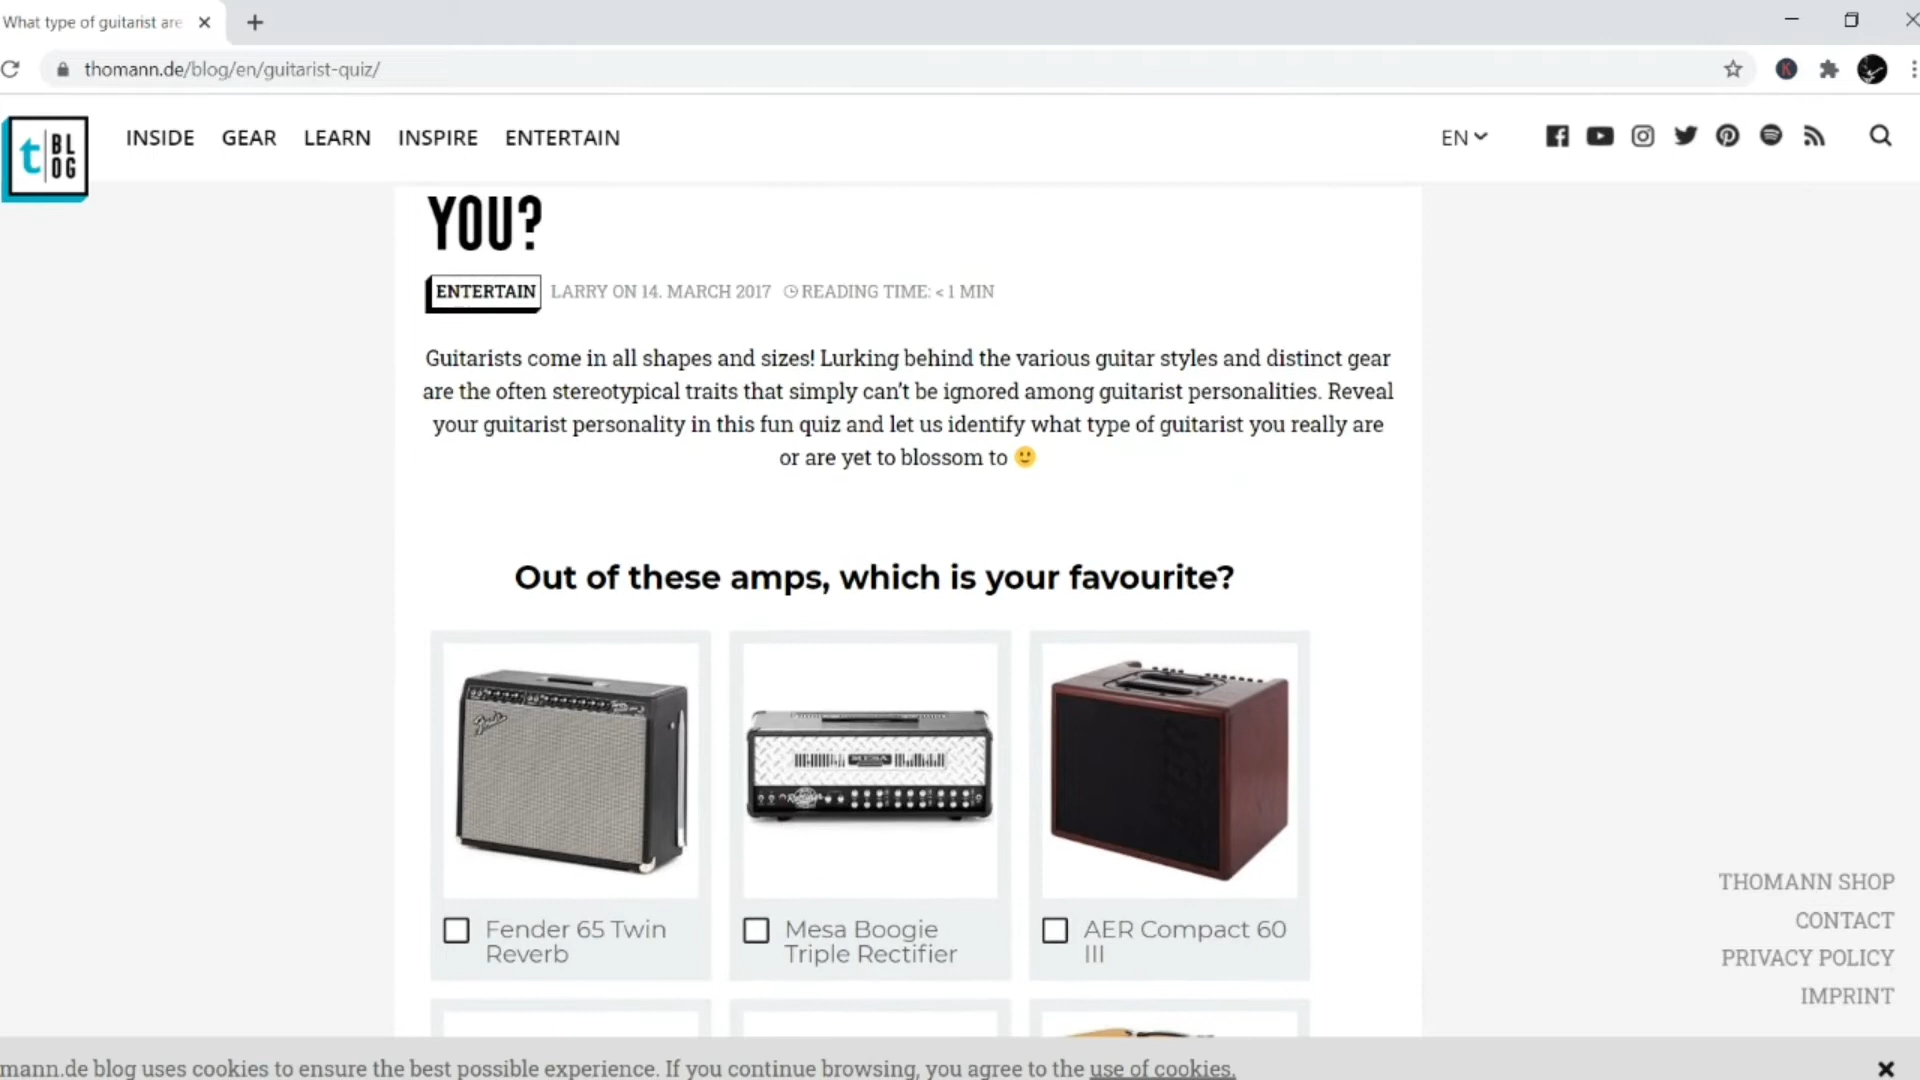 What type of guitarist are
thomann.de/blog/en/guitarist-quiz/
t BLOG
INSIDE GEAR LEARN INSPIRE ENTERTAIN EN
YOU?
ENTERTAIN LARRY ON 14. MARCH 2017 READING TIME: < 1 MIN
Guitarists come in all shapes and sizes! Lurking behind the various guitar styles and distinct gear
are the often stereotypical traits that simply can't be ignored among guitarist personalities. Reveal
your guitarist personality in this fun quiz and let us identify what type of guitarist you really are
or are yet to blossom to 🙂
Out of these amps, which is your favourite?
Fender
Fender 65 Twin
Reverb
Mesa Boogie
Triple Rectifier
AER
AER Compact 60
III
THOMANN SHOP
CONTACT
PRIVACY POLICY
IMPRINT
mann.de blog uses cookies to ensure the best possible experience. If you continue browsing, you agree to the use of cookies.